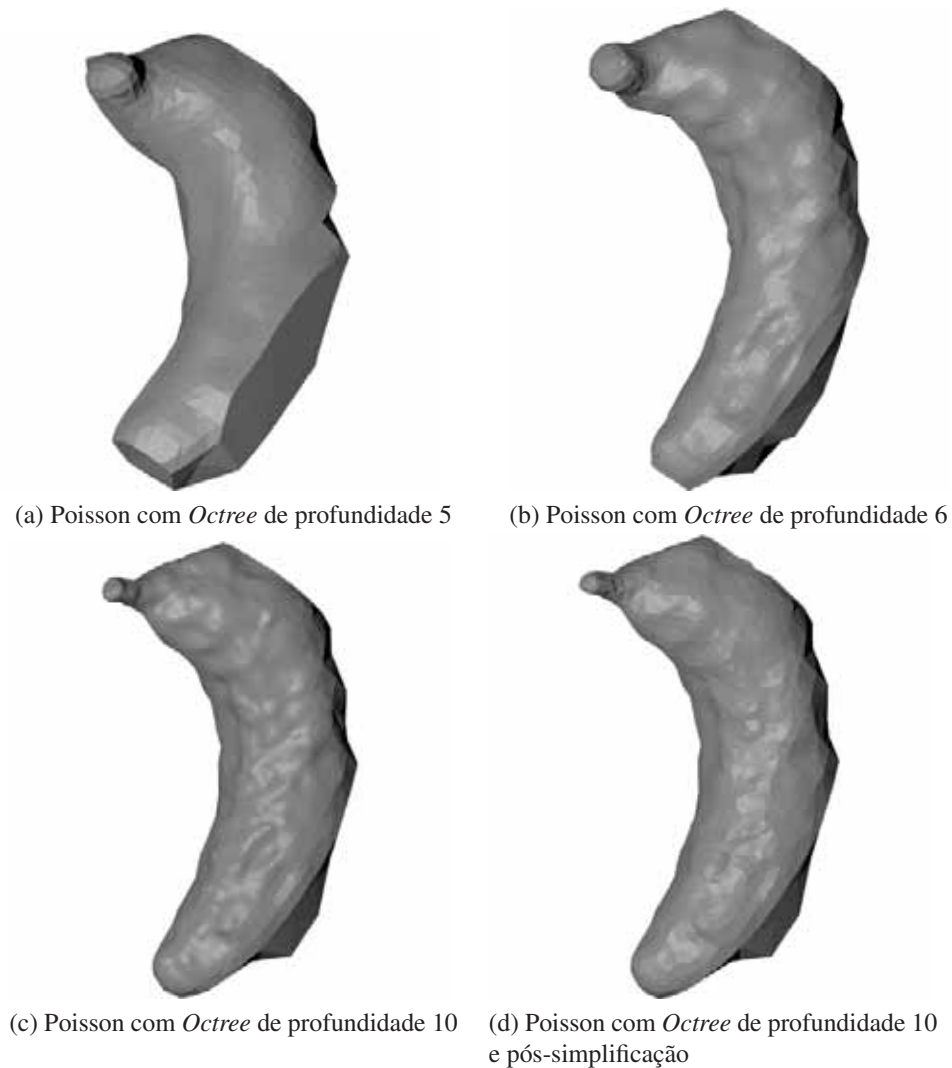 (a) Poisson com Octree de profundidade 5
(b) Poisson com Octree de profundidade 6
(c) Poisson com Octree de profundidade 10
(d) Poisson com Octree de profundidade 10
e pós-simplificação